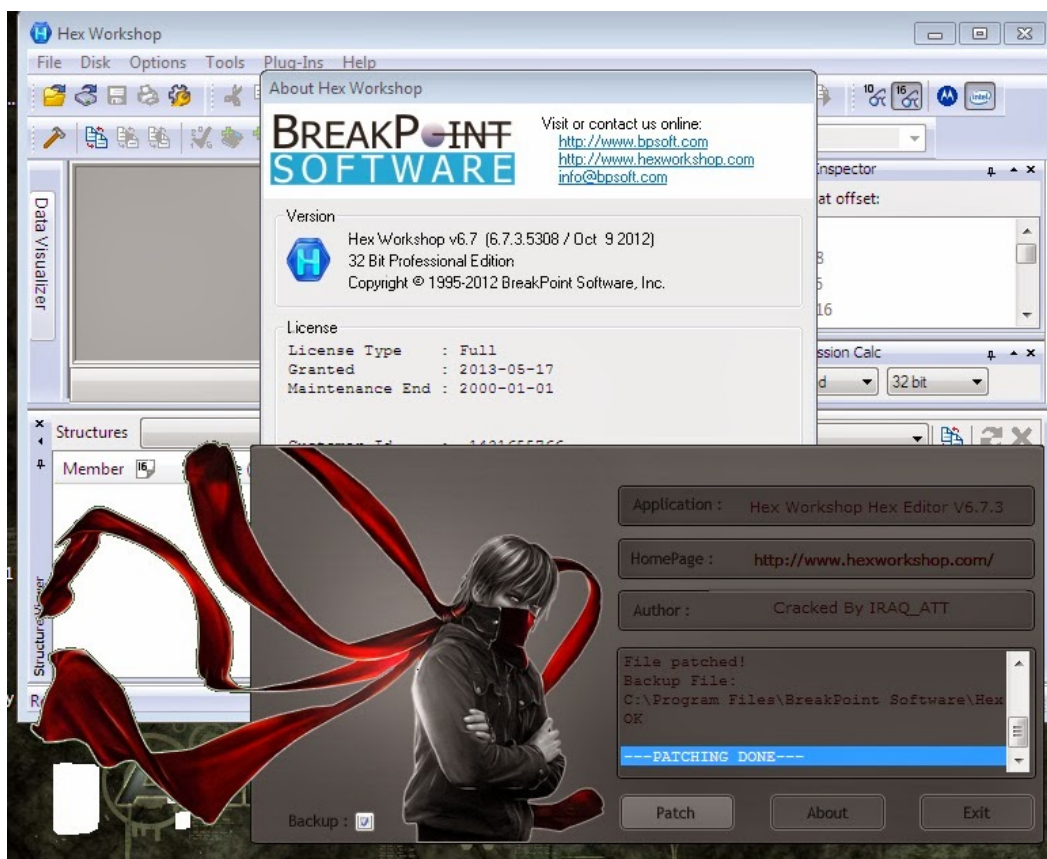 Hex Workshop
File Disk Options Tools Plug-Ins Help
About Hex Workshop
BREAKPOINT
SOFTWARE
Visit or contact us online:
http://www.bpsoft.com
http://www.hexworkshop.com
info@bpsoft.com
10 16 intel
Inspector
at offset:
Data Visualizer
Version
Hex Workshop v6.7 (6.7.3.5308 / Oct 9 2012)
32 Bit Professional Edition
Copyright © 1995-2012 BreakPoint Software, Inc.
16
License
License Type : Full
Granted : 2013-05-17
Maintenance End : 2000-01-01
Calc
32 bit
Structures
Member 16
Structure Viewer
Application : Hex Workshop Hex Editor V6.7.3
HomePage : http://www.hexworkshop.com/
Author : Cracked By IRAQ_ATT
File patched!
Backup File:
C:\Program Files\BreakPoint Software\Hex
OK
---PATCHING DONE---
Backup :
Patch About Exit